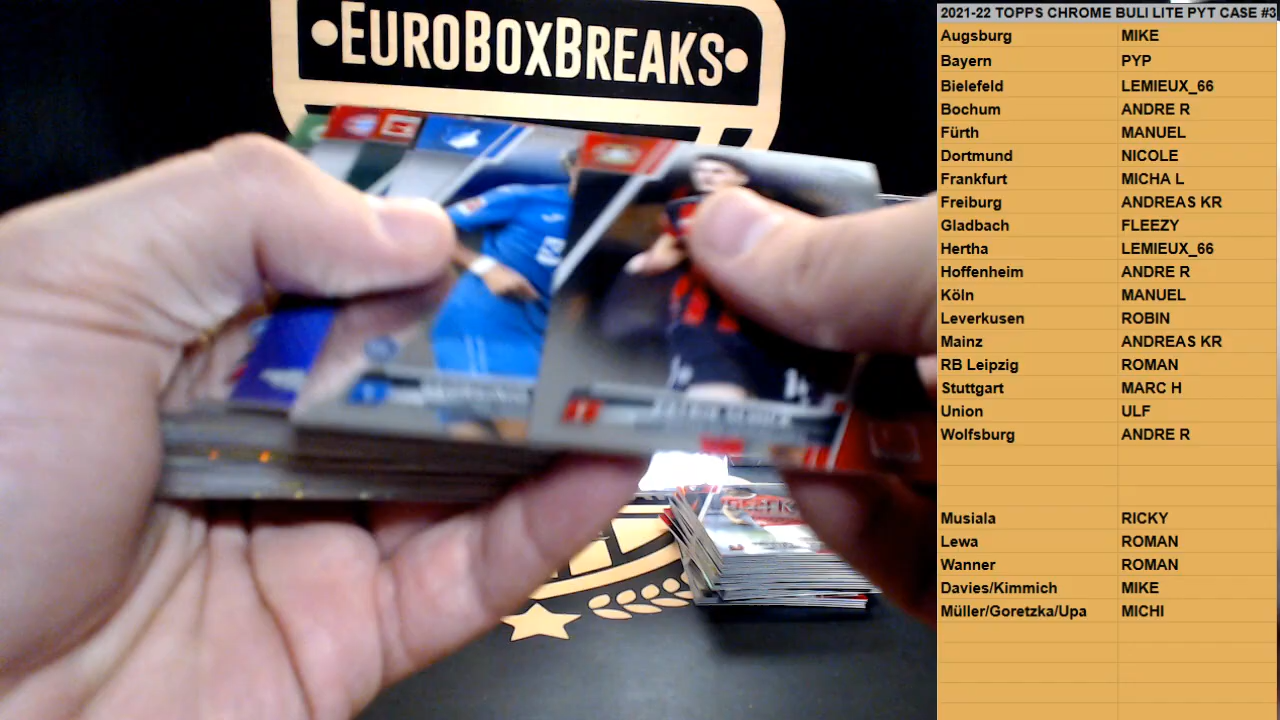 EUROBOXBREAKS
2021-22 TOPPS CHROME BULI LITE PYT CASE #3
Augsburg MIKE
Bayern PYP
Bielefeld LEMIEUX_66
Bochum ANDRE R
Fürth MANUEL
Dortmund NICOLE
Frankfurt MICHA L
Freiburg ANDREAS KR
Gladbach FLEEZY
Hertha LEMIEUX_66
Hoffenheim ANDRE R
Köln MANUEL
Leverkusen ROBIN
Mainz ANDREAS KR
RB Leipzig ROMAN
Stuttgart MARC H
Union ULF
Wolfsburg ANDRE R
Musiala RICKY
Lewa ROMAN
Wanner ROMAN
Davies/Kimmich MIKE
Müller/Goretzka/Upa MICHI